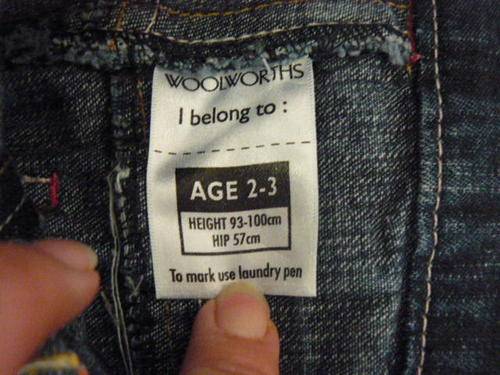 WOOLWORTHS
I belong to :
AGE 2-3
HEIGHT 93-100cm
HIP 57cm
To mark use laundry pen